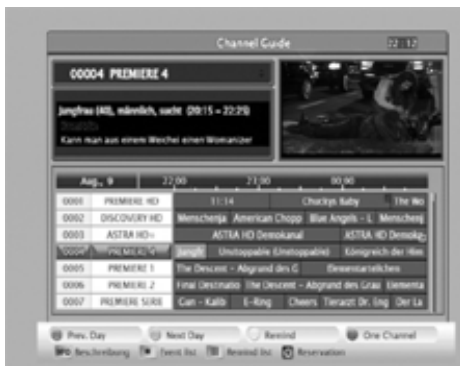 Channel Guide 22:12
00004 PREMIERE 4
Jungfrau (40), männlich, sucht (20:15 ~ 22:25)
Kann man aus einem Weichei einen Womanizer
Aug., 9 22:00 23:00 00:00
0001 PREMIERE HD 11:14 Chuckys Baby The No
0002 DISCOVERY HD Menschenja American Chopp Blue Angels - L Menschenj
0003 ASTRA HD+ ASTRA HD Demokanal ASTRA HD Demoka
0004 PREMIERE 4 Jungfr Unstoppable (Unstoppable) Königreich der Him
0005 PREMIERE 1 The Descent - Abgrund des G Elementarteilchen
0006 PREMIERE 2 Final Destinatio The Descent - Abgrund des Grau Elementa
0007 PREMIERE SERIE Gun - Kalib E-Ring Cheers Tierarzt Dr. Eng Der La
Prev. Day Next Day Remind One Channel
Beschreibung Event list Remind list Reservation